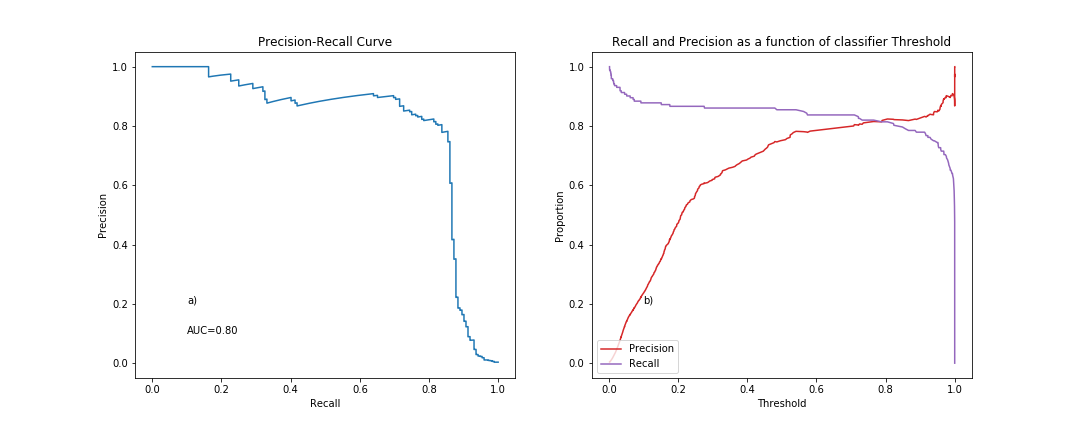 Precision-Recall Curve
1.0
0.8
0.6
0.4
0.2
0.0
Precision
a)
AUC=0.80
0.0 0.2 0.4 0.6 0.8 1.0
Recall
Recall and Precision as a function of classifier Threshold
1.0
0.8
0.6
0.4
0.2
0.0
Proportion
b)
Precision
Recall
0.0 0.2 0.4 0.6 0.8 1.0
Threshold